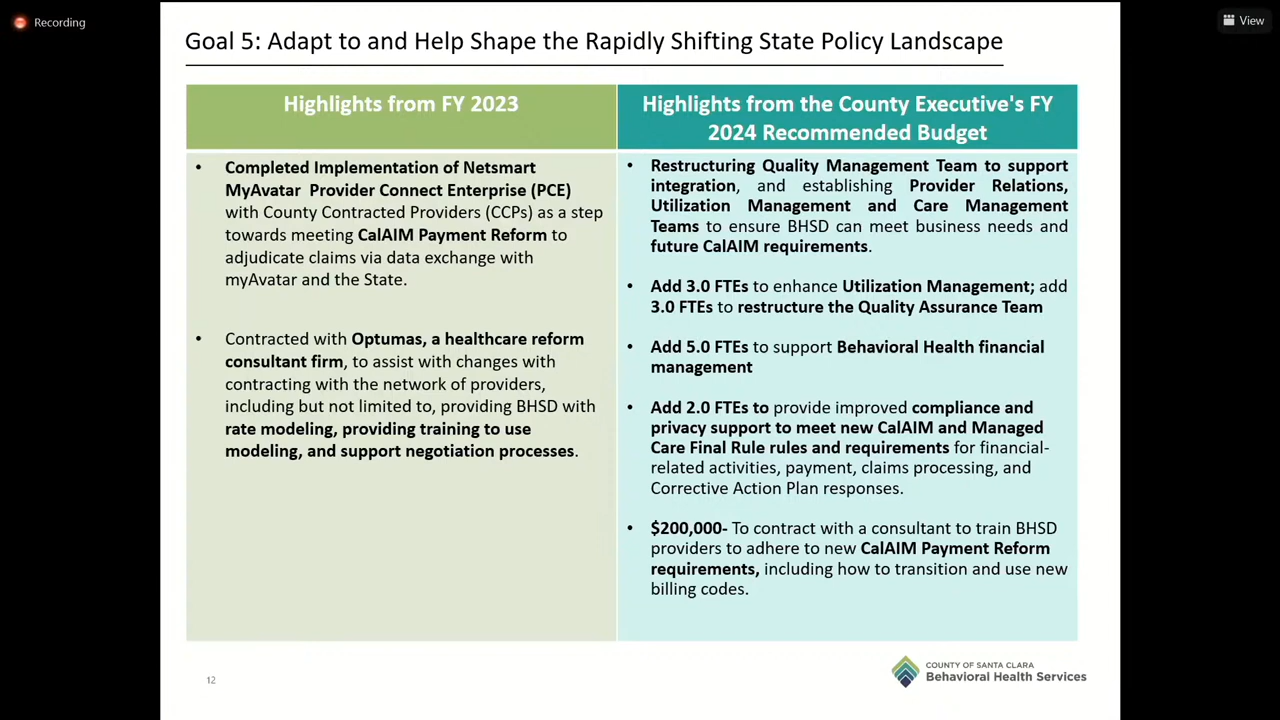 Recording
View
Goal 5: Adapt to and Help Shape the Rapidly Shifting State Policy Landscape
Highlights from FY 2023
• Completed Implementation of Netsmart
MyAvatar Provider Connect Enterprise (PCE)
with County Contracted Providers (CCPs) as a step
towards meeting CalAIM Payment Reform to
adjudicate claims via data exchange with
myAvatar and the State.
• Contracted with Optumas, a healthcare reform
consultant firm, to assist with changes with
contracting with the network of providers,
including but not limited to, providing BHSD with
rate modeling, providing training to use
modeling, and support negotiation processes.
Highlights from the County Executive's FY
2024 Recommended Budget
• Restructuring Quality Management Team to support
integration, and establishing Provider Relations,
Utilization Management and Care Management
Teams to ensure BHSD can meet business needs and
future CalAIM requirements.
• Add 3.0 FTEs to enhance Utilization Management; add
3.0 FTEs to restructure the Quality Assurance Team
• Add 5.0 FTEs to support Behavioral Health financial
management
• Add 2.0 FTEs to provide improved compliance and
privacy support to meet new CalAIM and Managed
Care Final Rule rules and requirements for financial-
related activities, payment, claims processing, and
Corrective Action Plan responses.
• $200,000- To contract with a consultant to train BHSD
providers to adhere to new CalAIM Payment Reform
requirements, including how to transition and use new
billing codes.
12
COUNTY OF SANTA CLARA
Behavioral Health Services